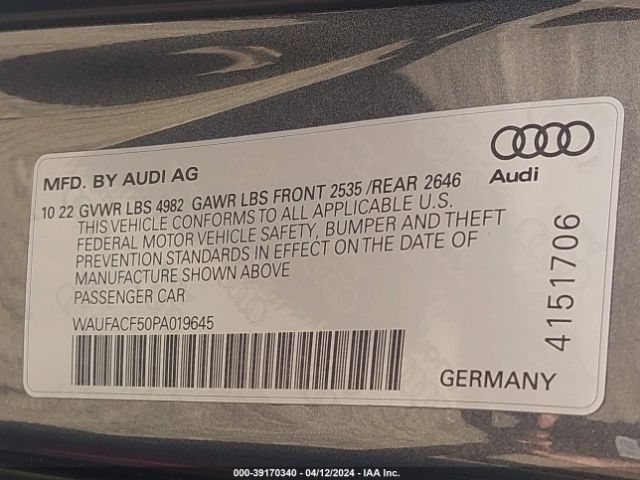 MFD. BY AUDI AG
Audi
10 22 GVWR LBS 4982 GAWR LBS FRONT 2535 /REAR 2646
THIS VEHICLE CONFORMS TO ALL APPLICABLE U.S.
FEDERAL MOTOR VEHICLE SAFETY, BUMPER AND THEFT
PREVENTION STANDARDS IN EFFECT ON THE DATE OF
MANUFACTURE SHOWN ABOVE
PASSENGER CAR
WAUFACF50PA019645
4151706
GERMANY
000-39170340 - 04/12/2024 - IAA Inc.